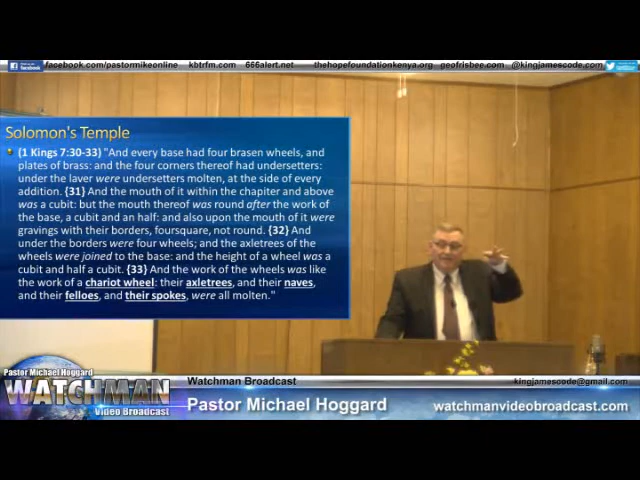 facebook.com/pastormikeonline kbtrfm.com 666alert.net thehopefoundationkenya.org geofrisbee.com @kingjamescode.com
Solomon's Temple
(1 Kings 7:30-33) "And every base had four brasen wheels, and
plates of brass: and the four corners thereof had undersetters:
under the laver were undersetters molten, at the side of every
addition. {31} And the mouth of it within the chapiter and above
was a cubit: but the mouth thereof was round after the work of
the base, a cubit and an half: and also upon the mouth of it were
gravings with their borders, foursquare, not round. {32} And
under the borders were four wheels; and the axletrees of the
wheels were joined to the base: and the height of a wheel was a
cubit and half a cubit. {33} And the work of the wheels was like
the work of a chariot wheel: their axletrees, and their naves,
and their felloes, and their spokes, were all molten."
Pastor Michael Hoggard
WATCHMAN
Video Broadcast
Watchman Broadcast kingjamescode@gmail.com
Pastor Michael Hoggard watchmanvideobroadcast.com